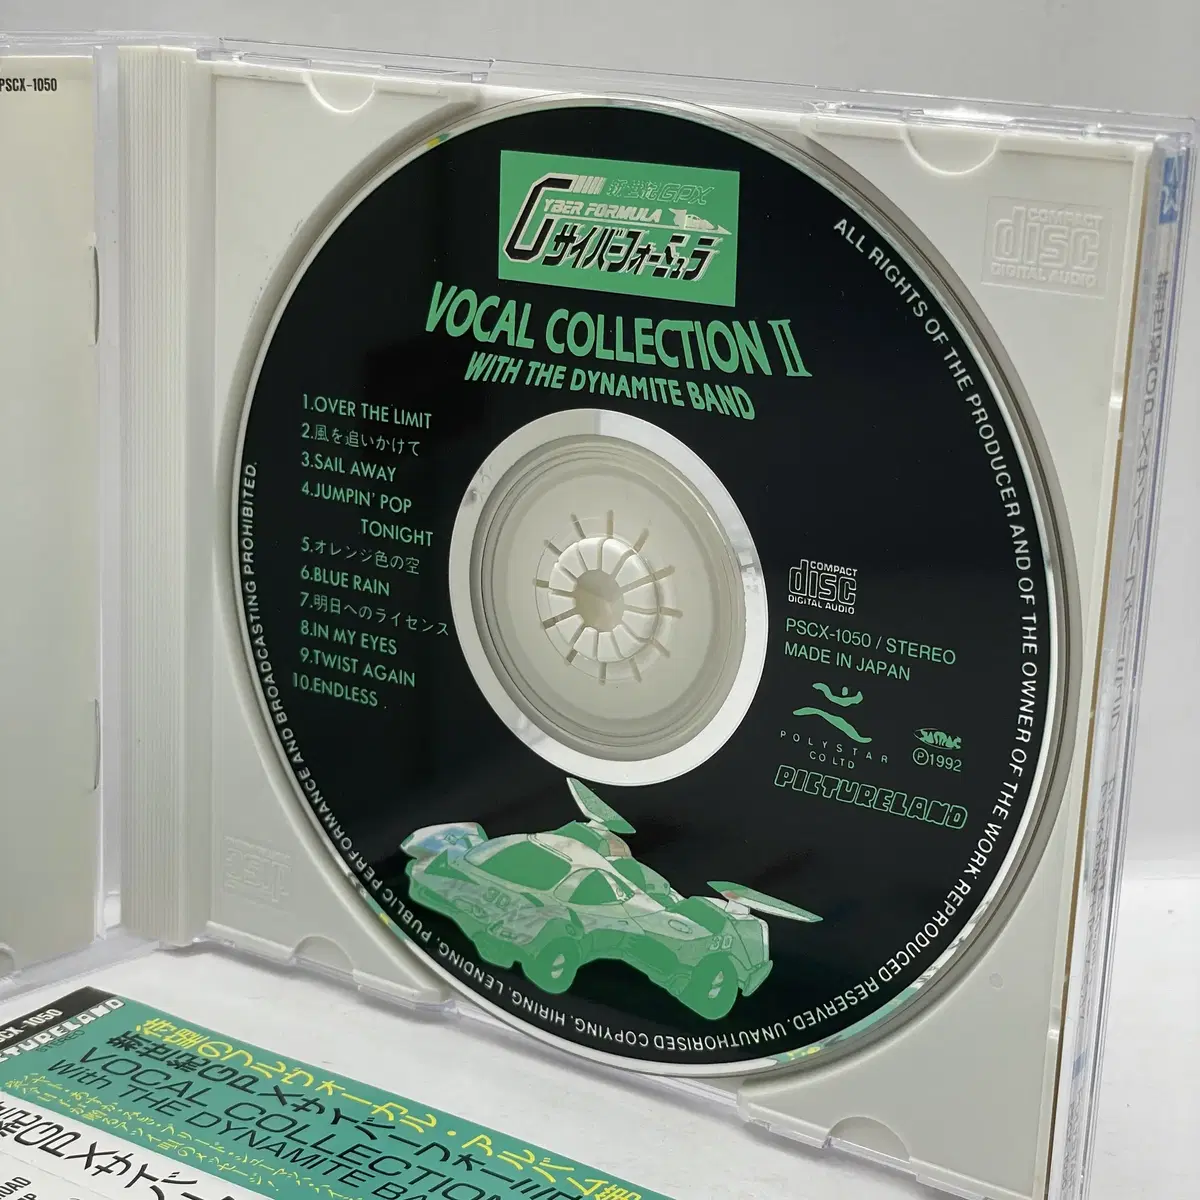 PSCX-1050
新世紀GPX
CYBER FORMULA
サイバーフォーミュラ
VOCAL COLLECTION II
WITH THE DYNAMITE BAND
1.OVER THE LIMIT
2.風を追いかけて
3.SAIL AWAY
4.JUMPIN' POP
TONIGHT
5.オレンジ色の空
6.BLUE RAIN
7.明日へのライセンス
8.IN MY EYES
9.TWIST AGAIN
10.ENDLESS
COMPACT
disc
DIGITAL AUDIO
PSCX-1050 / STEREO
MADE IN JAPAN
POLYSTAR
CO LTD
JASRAC
Ⓟ1992
PICTURELAND
ALL RIGHTS OF THE PRODUCER AND OF THE OWNER OF THE WORK REPRODUCED RESERVED. UNAUTHORISED COPYING, HIRING, LENDING, PUBLIC PERFORMANCE AND BROADCASTING PROHIBITED.
30
COMPACT
disc
DIGITAL AUDIO
PICTURELAND
新世紀GPXサイバーフォーミュ
VOCAL COLLECTION
With THE DYNAMITE BA